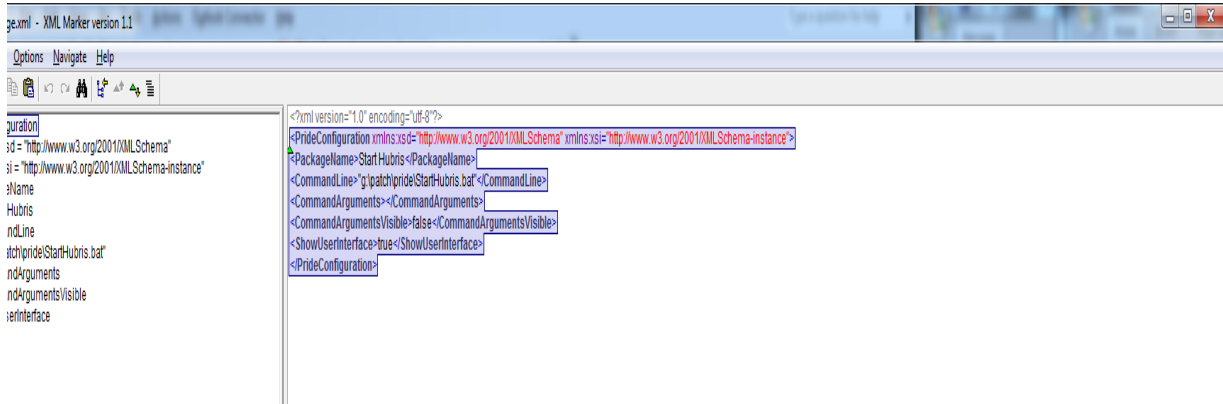 ge.xml - XML Marker version 1.1
Options Navigate Help
guration
sd = "http://www.w3.org/2001/XMLSchema"
si = "http://www.w3.org/2001/XMLSchema-instance"
eName
Hubris
ndLine
atch\pride\StartHubris.bat"
ndArguments
ndArgumentsVisible
serInterface
<?xml version="1.0" encoding="utf-8"?>
<PrideConfiguration xmlns:xsd="http://www.w3.org/2001/XMLSchema" xmlns:xsi="http://www.w3.org/2001/XMLSchema-instance">
<PackageName>Start Hubris</PackageName>
<CommandLine>"g:\patch\pride\StartHubris.bat"</CommandLine>
<CommandArguments></CommandArguments>
<CommandArgumentsVisible>false</CommandArgumentsVisible>
<ShowUserInterface>true</ShowUserInterface>
</PrideConfiguration>